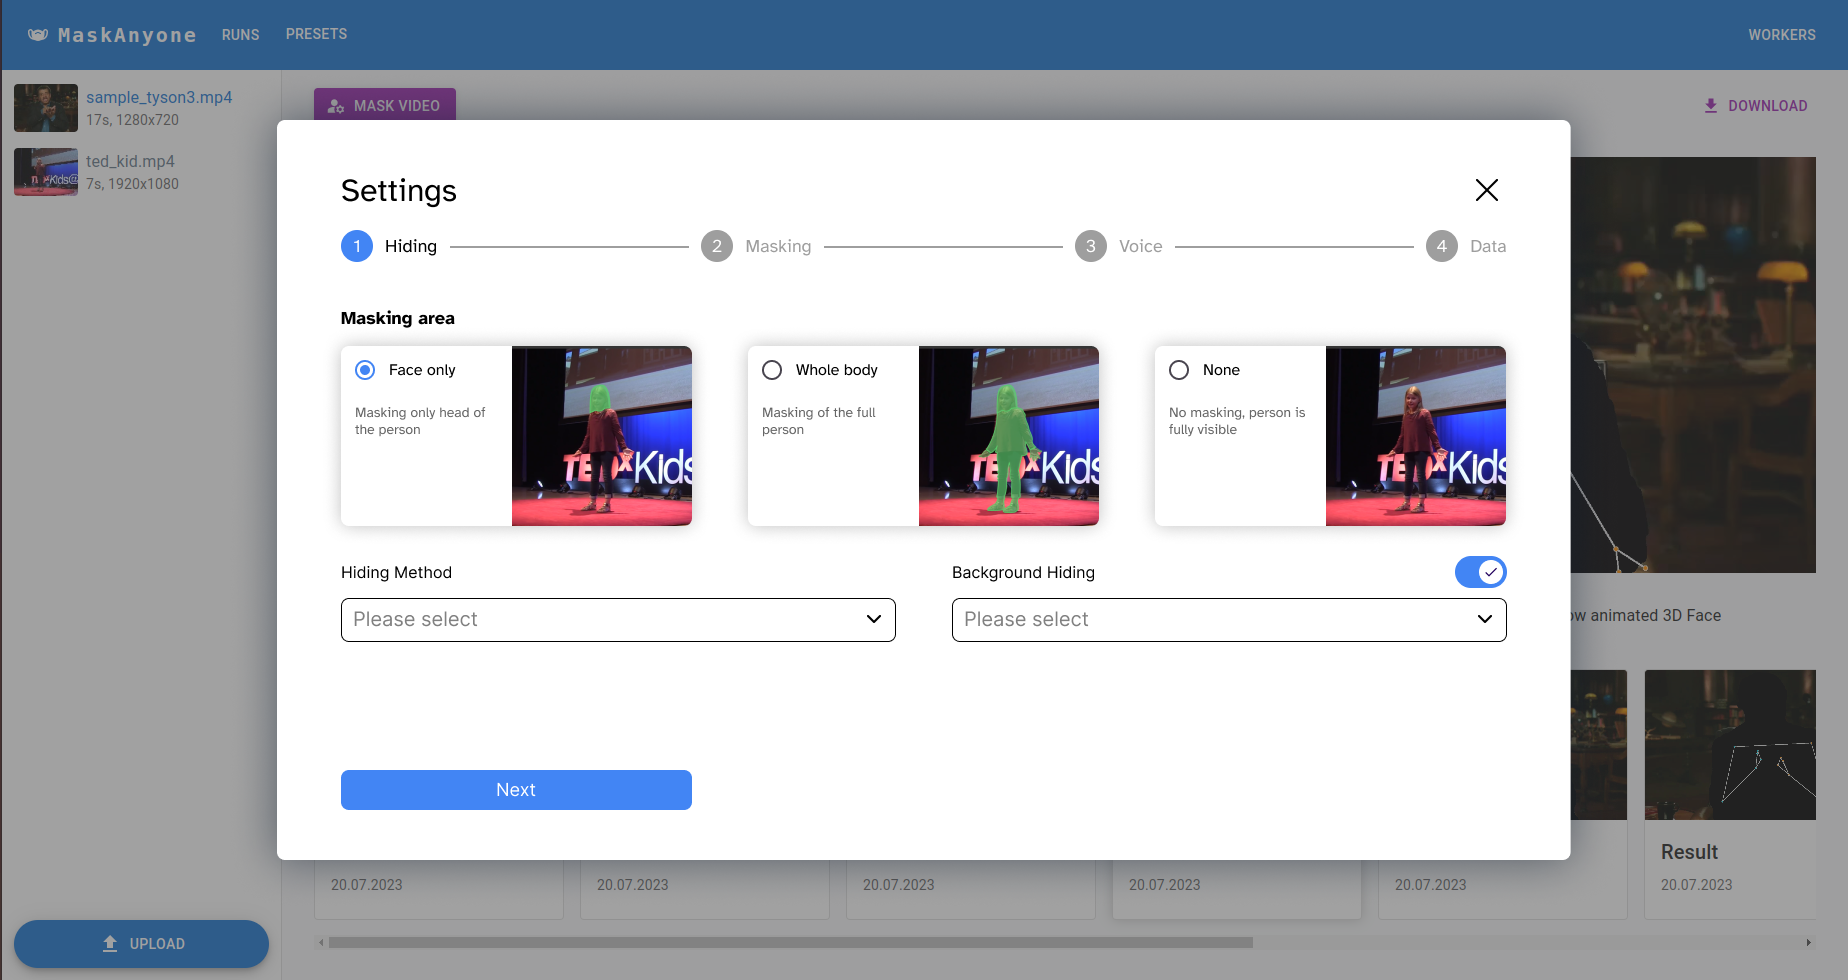 MaskAnyone
RUNS
PRESETS
WORKERS
sample_tyson3.mp4
17s, 1280x720
ted_kid.mp4
7s, 1920x1080
MASK VIDEO
DOWNLOAD
Settings
1 Hiding
2 Masking
3 Voice
4 Data
Masking area
Face only
Masking only head of
the person
Whole body
Masking of the full
person
None
No masking, person is
fully visible
TEDxKids
TEDxKids
TEDxKids
Hiding Method
Please select
Background Hiding
Please select
animated 3D Face
Next
Result
20.07.2023
20.07.2023
20.07.2023
20.07.2023
20.07.2023
20.07.2023
UPLOAD